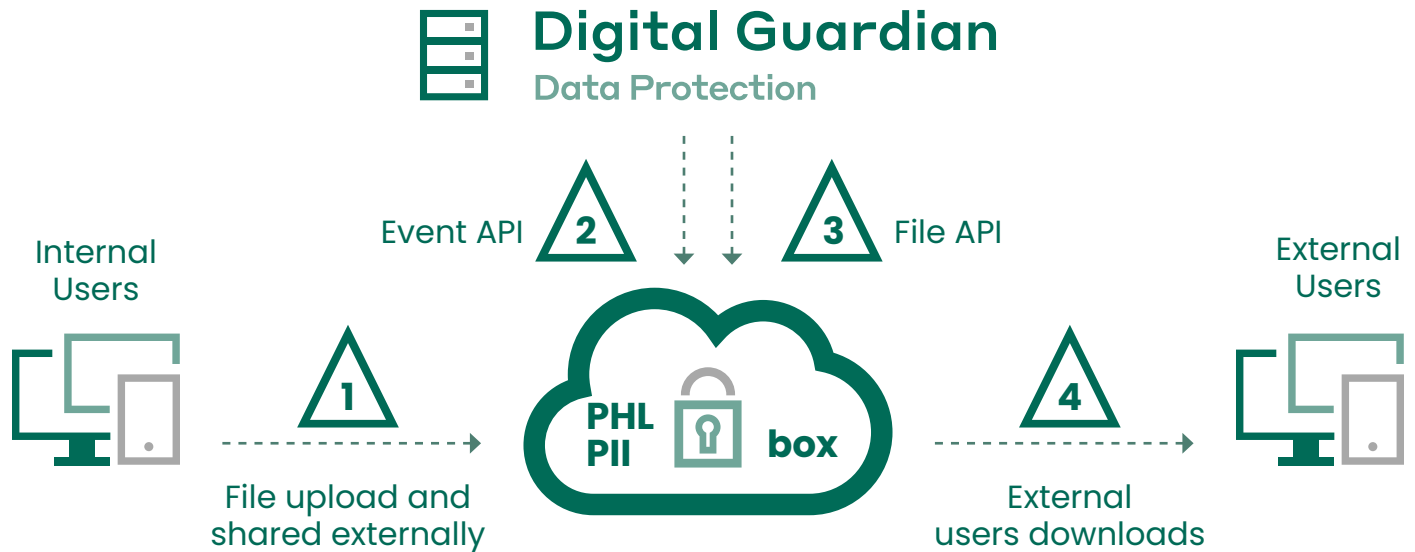 Digital Guardian
Data Protection
Event API
2
3
File API
Internal
Users
External
Users
1
4
PHL
PII
box
File upload and
shared externally
External
users downloads